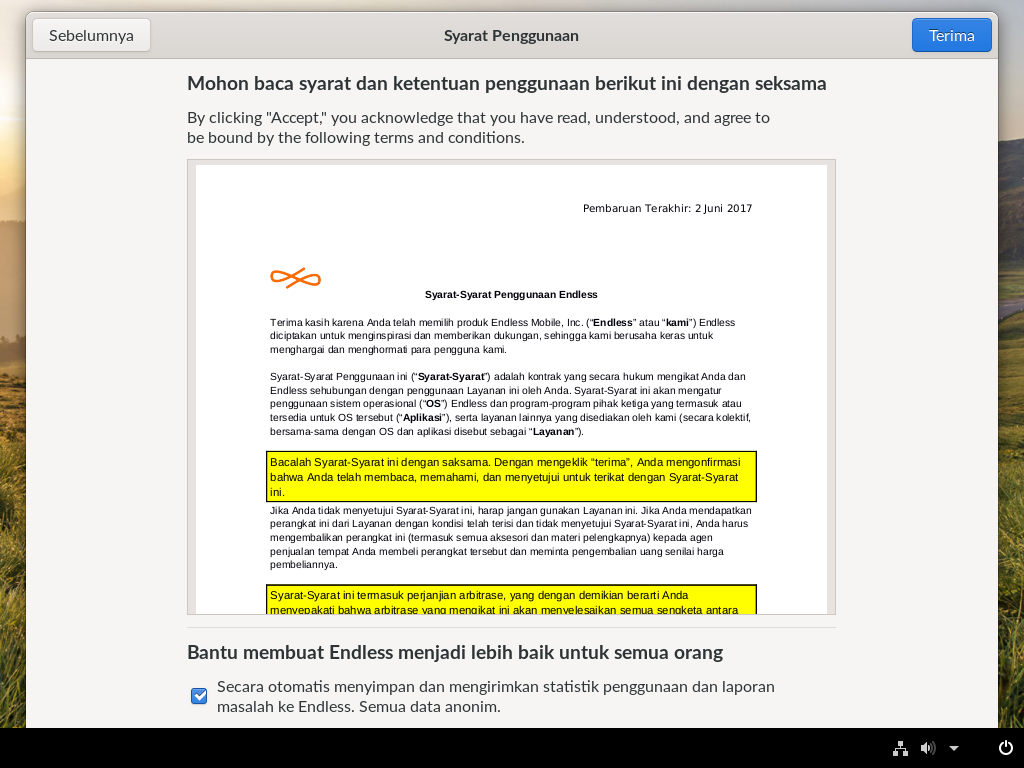 Sebelumnya
Syarat Penggunaan
Terima
Mohon baca syarat dan ketentuan penggunaan berikut ini dengan seksama
By clicking "Accept," you acknowledge that you have read, understood, and agree to
be bound by the following terms and conditions.
Pembaruan Terakhir: 2 Juni 2017
Syarat-Syarat Penggunaan Endless
Terima kasih karena Anda telah memilih produk Endless Mobile, Inc. (“Endless” atau “kami”) Endless
diciptakan untuk menginspirasi dan memberikan dukungan, sehingga kami berusaha keras untuk
menghargai dan menghormati para pengguna kami.
Syarat-Syarat Penggunaan ini (“Syarat-Syarat”) adalah kontrak yang secara hukum mengikat Anda dan
Endless sehubungan dengan penggunaan Layanan ini oleh Anda. Syarat-Syarat ini akan mengatur
penggunaan sistem operasional (“OS”) Endless dan program-program pihak ketiga yang termasuk atau
tersedia untuk OS tersebut (“Aplikasi”), serta layanan lainnya yang disediakan oleh kami (secara kolektif,
bersama-sama dengan OS dan aplikasi disebut sebagai “Layanan”).
Bacalah Syarat-Syarat ini dengan saksama. Dengan mengeklik “terima”, Anda mengonfirmasi
bahwa Anda telah membaca, memahami, dan menyetujui untuk terikat dengan Syarat-Syarat
ini.
Jika Anda tidak menyetujui Syarat-Syarat ini, harap jangan gunakan Layanan ini. Jika Anda mendapatkan
perangkat ini dari Layanan dengan kondisi telah terisi dan tidak menyetujui Syarat-Syarat ini, Anda harus
mengembalikan perangkat ini (termasuk semua aksesori dan materi pelengkapnya) kepada agen
penjualan tempat Anda membeli perangkat tersebut dan meminta pengembalian uang senilai harga
pembeliannya.
Syarat-Syarat ini termasuk perjanjian arbitrase, yang dengan demikian berarti Anda
menyepakati bahwa arbitrase yang mengikat ini akan menyelesaikan semua sengketa antara
Bantu membuat Endless menjadi lebih baik untuk semua orang
Secara otomatis menyimpan dan mengirimkan statistik penggunaan dan laporan
masalah ke Endless. Semua data anonim.